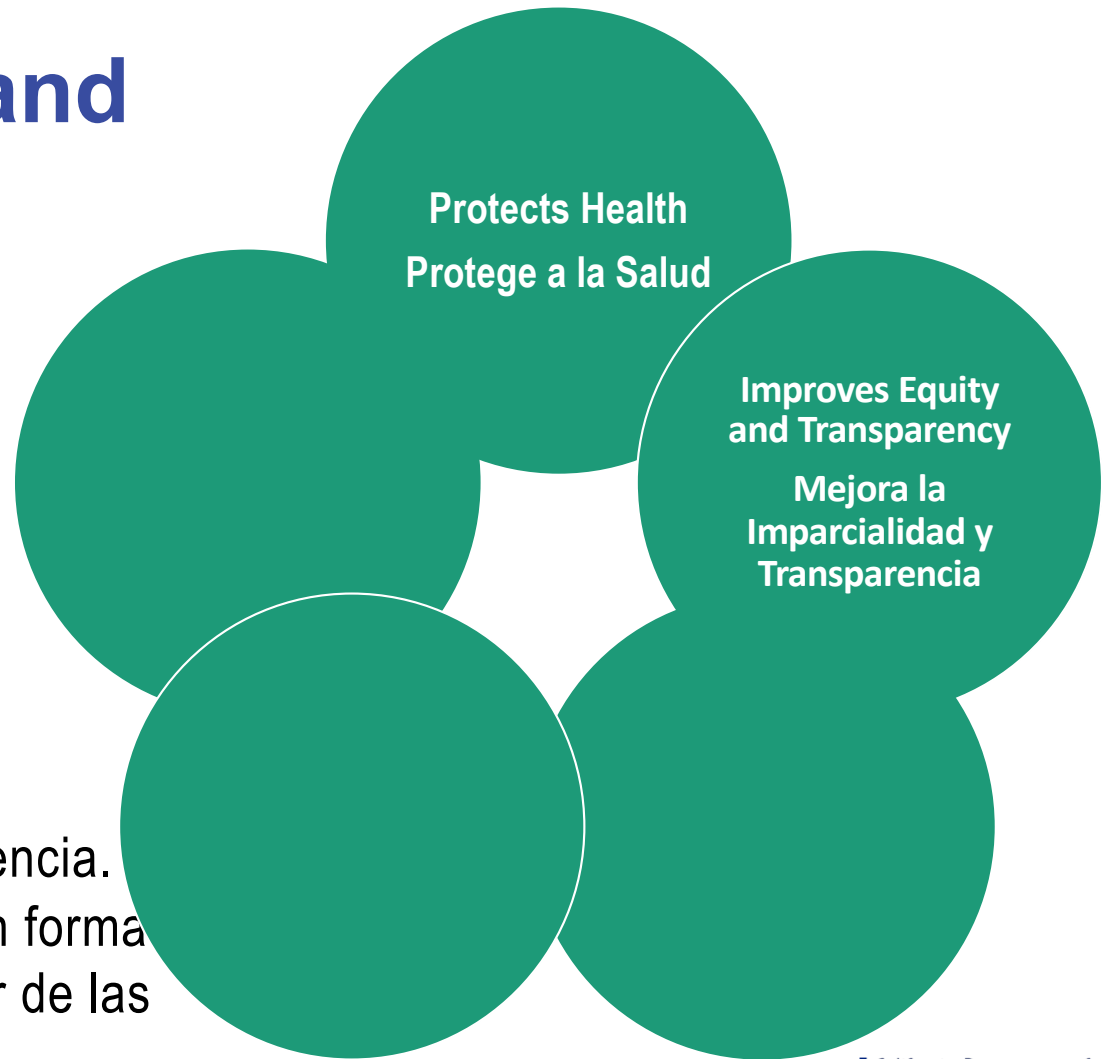 and
Protects Health
Protege a la Salud
Improves Equity
and Transparency
Mejora la
Imparcialidad y
Transparencia
encia.
forma
r de las